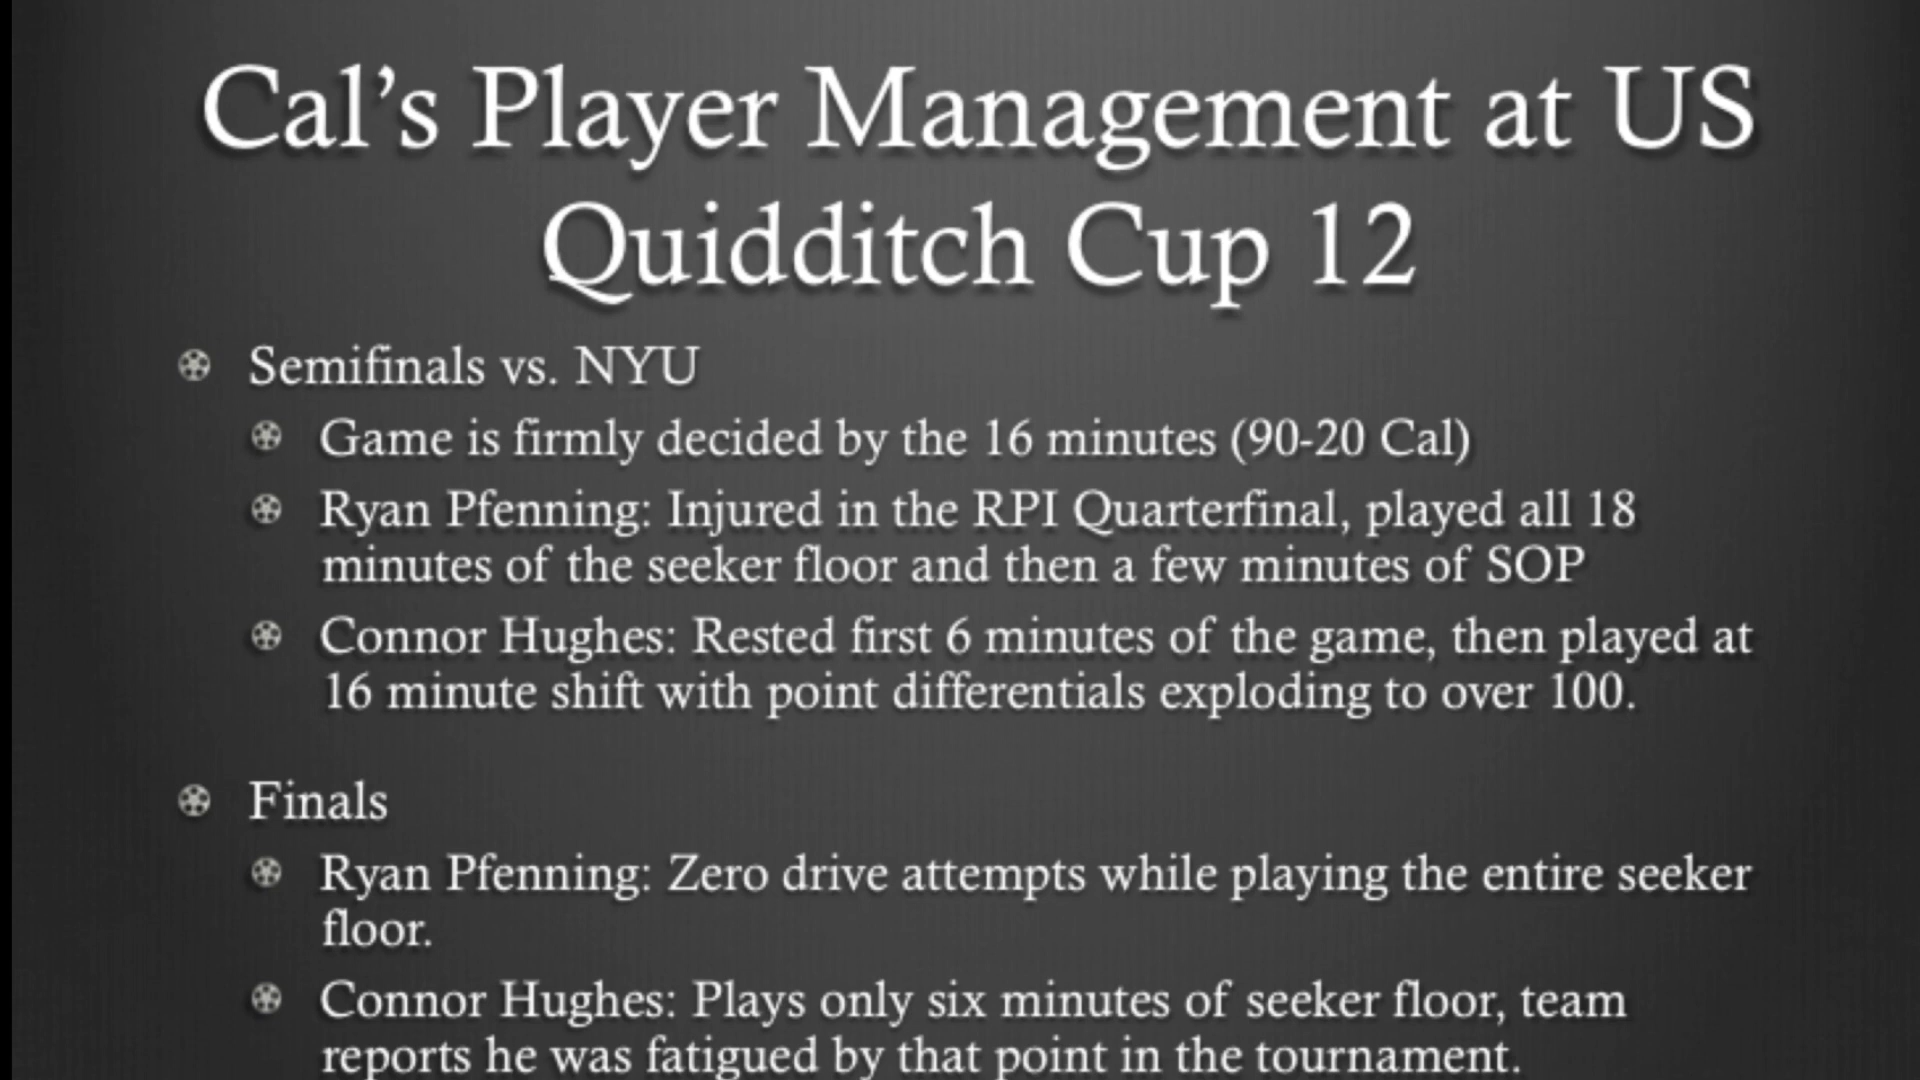 Cal's Player Management at US
Quidditch Cup 12
Semifinals vs. NYU
Game is firmly decided by the 16 minutes (90-20 Cal)
Ryan Pfenning: Injured in the RPI Quarterfinal, played all 18
minutes of the seeker floor and then a few minutes of SOP
Connor Hughes: Rested first 6 minutes of the game, then played at
16 minute shift with point differentials exploding to over 100.
Finals
Ryan Pfenning: Zero drive attempts while playing the entire seeker
floor.
Connor Hughes: Plays only six minutes of seeker floor, team
reports he was fatigued by that point in the tournament.